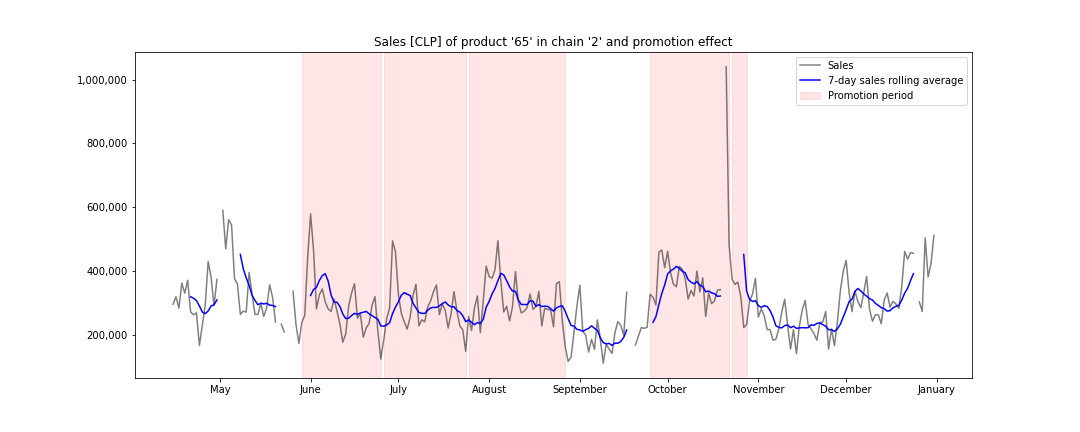 Sales [CLP] of product '65' in chain '2' and promotion effect
1,000,000
800,000
600,000
400,000
200,000
Sales
7-day sales rolling average
Promotion period
May
June
July
August
September
October
November
December
January